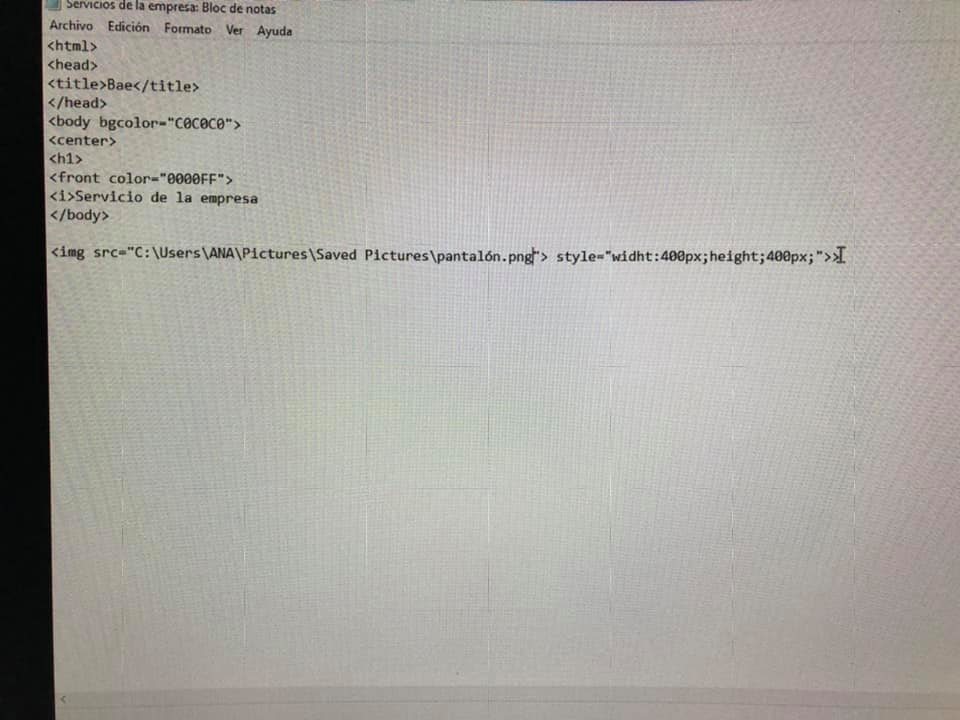 Servicios de la empresa: Bloc de notas
Archivo Edición Formato Ver Ayuda
<html>
<head>
<title>Bae</title>
</head>
<body bgcolor="C0C0C0">
<center>
<h1>
<front color="0000FF">
<i>Servicio de la empresa
</body>
<img src="C:\Users\ANA\Pictures\Saved Pictures\pantalón.png"> style="widht:400px;height;400px;">>